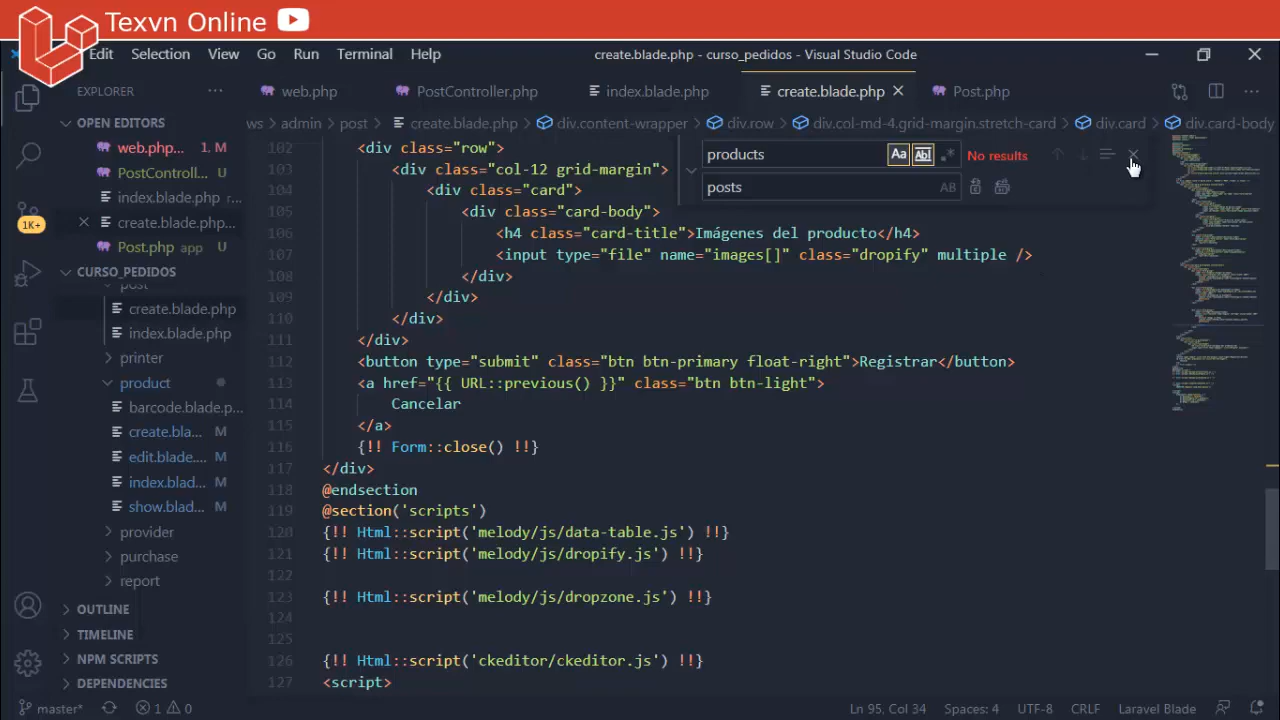 Texvn Online
Edit Selection View Go Run Terminal Help
create.blade.php - curso_pedidos - Visual Studio Code
EXPLORER ...
web.php PostController.php index.blade.php create.blade.php Post.php ...
OPEN EDITORS
ws > admin > post > create.blade.php > div.content-wrapper > div.row > div.col-md-4.grid-margin.stretch-card > div.card > div.card-body
web.php... 1, M
PostControll... U
index.blade.php r...
create.blade.php...
Post.php app U
1K+
CURSO_PEDIDOS
post
create.blade.php
index.blade.php
printer
product
barcode.blade.p...
create.bla... M
edit.blade.... M
index.blad... M
show.blad... M
provider
purchase
report
OUTLINE
TIMELINE
NPM SCRIPTS
DEPENDENCIES
products Aa Abl .* No results
posts AB
102 <div class="row">
103 <div class="col-12 grid-margin">
104 <div class="card">
105 <div class="card-body">
106 <h4 class="card-title">Imágenes del producto</h4>
107 <input type="file" name="images[]" class="dropify" multiple />
108 </div>
109 </div>
110 </div>
111 </div>
112 <button type="submit" class="btn btn-primary float-right">Registrar</button>
113 <a href="{{ URL::previous() }}" class="btn btn-light">
114 Cancelar
115 </a>
116 {!! Form::close() !!}
117 </div>
118 @endsection
119 @section('scripts')
120 {!! Html::script('melody/js/data-table.js') !!}
121 {!! Html::script('melody/js/dropify.js') !!}
122
123 {!! Html::script('melody/js/dropzone.js') !!}
124
125
126 {!! Html::script('ckeditor/ckeditor.js') !!}
127 <script>
master* 1 0 Ln 95, Col 34 Spaces: 4 UTF-8 CRLF Laravel Blade